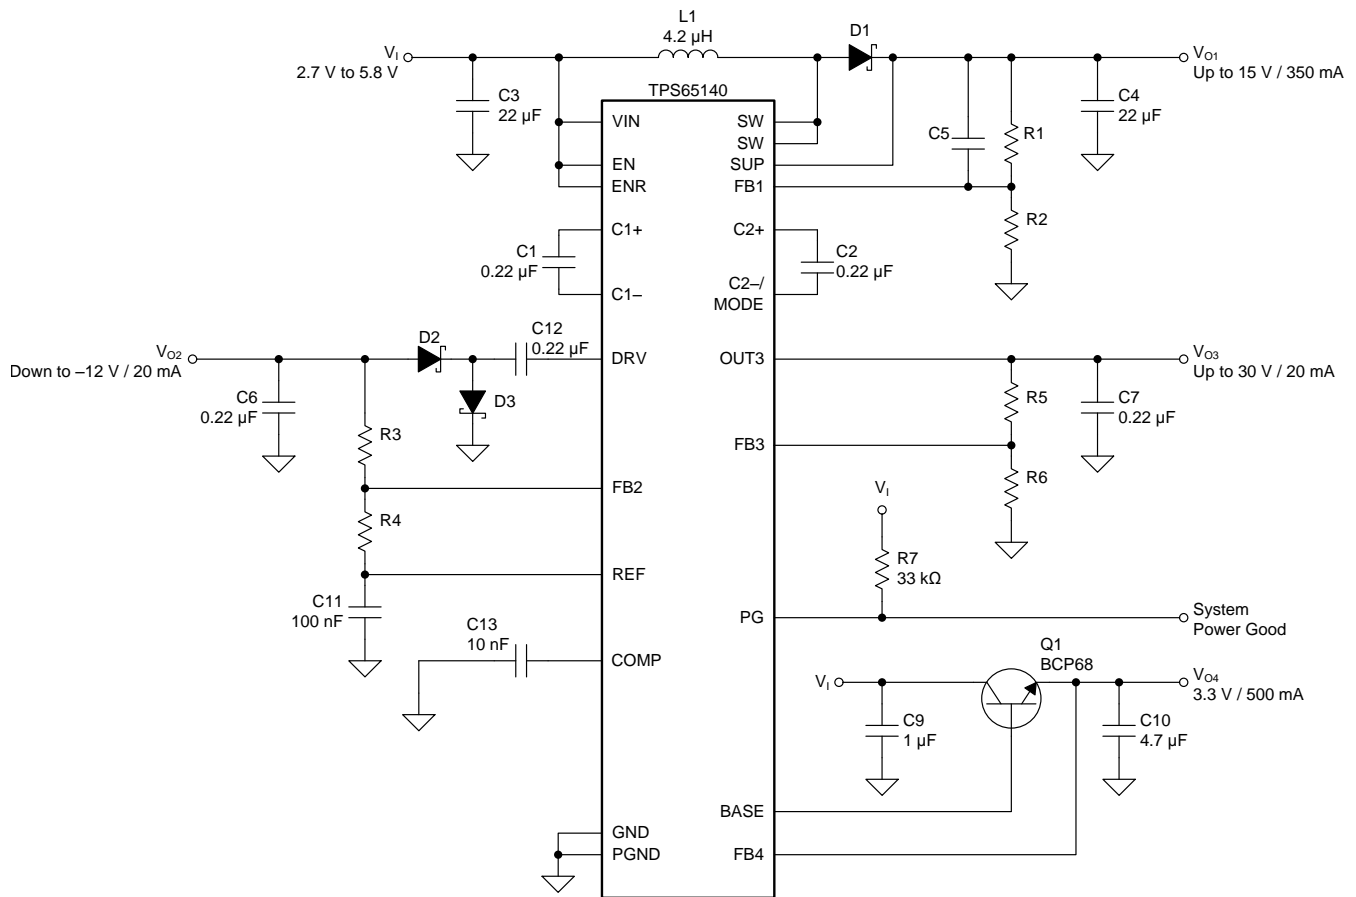 L1
4.2 µH
D1
VI
2.7 V to 5.8 V
VO1
Up to 15 V / 350 mA
TPS65140
C3
22 µF
C4
22 µF
VIN
SW
SW
C5
R1
EN
SUP
ENR
FB1
R2
C1+
C2+
C1
0.22 µF
C2
0.22 µF
C1–
C2–/
MODE
C12
0.22 µF
D2
VO2
Down to –12 V / 20 mA
DRV
OUT3
VO3
Up to 30 V / 20 mA
C6
0.22 µF
D3
R5
C7
0.22 µF
R3
FB3
R6
FB2
VI
R4
R7
33 kΩ
REF
C11
100 nF
PG
System
Power Good
C13
10 nF
Q1
BCP68
COMP
VI
VO4
3.3 V / 500 mA
C9
1 µF
C10
4.7 µF
BASE
GND
PGND
FB4